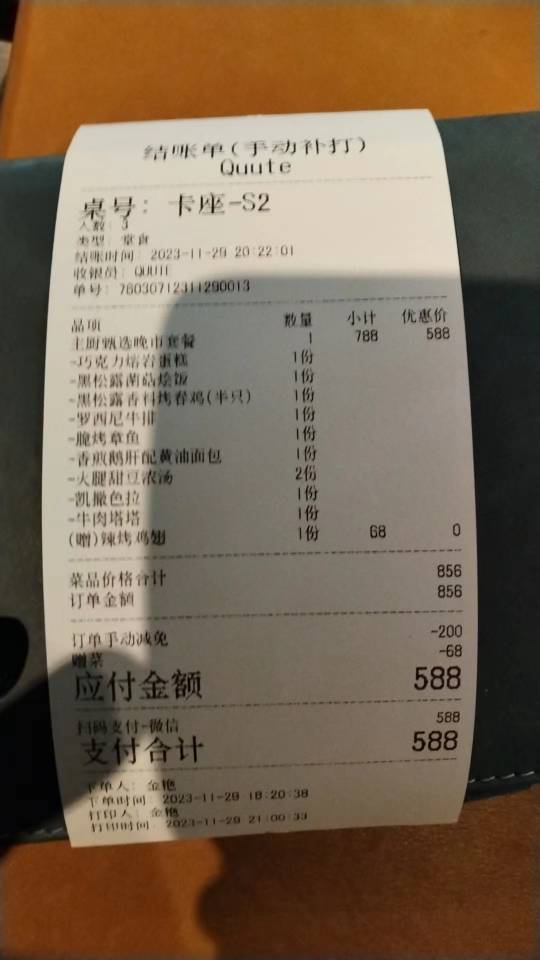 结账单(手动补打)
Quute
桌号: 卡座-S2
人数: 3
类型: 堂食
结账时间: 2023-11-29 20:22:01
收银员: QUUTE
单号: 76030712311290013
品项 数量 小计 优惠价
主厨甄选晚市套餐 1 788 588
-巧克力熔岩蛋糕 1份
-黑松露菌菇烩饭 1份
-黑松露香料烤春鸡(半只) 1份
-罗西尼牛排 1份
-腌烤章鱼 1份
-香煎鹅肝配黄油面包 1份
-火腿甜豆浓汤 2份
-凯撒色拉 1份
-牛肉塔塔 1份
(赠)辣烤鸡翅 1份 68 0
菜品价格合计 856
订单金额 856
订单手动减免 -200
赠菜 -68
应付金额 588
扫码支付-微信 588
支付合计 588
下单人: 金艳
下单时间: 2023-11-29 18:20:38
打印人: 金艳
打印时间: 2023-11-29 21:00:33